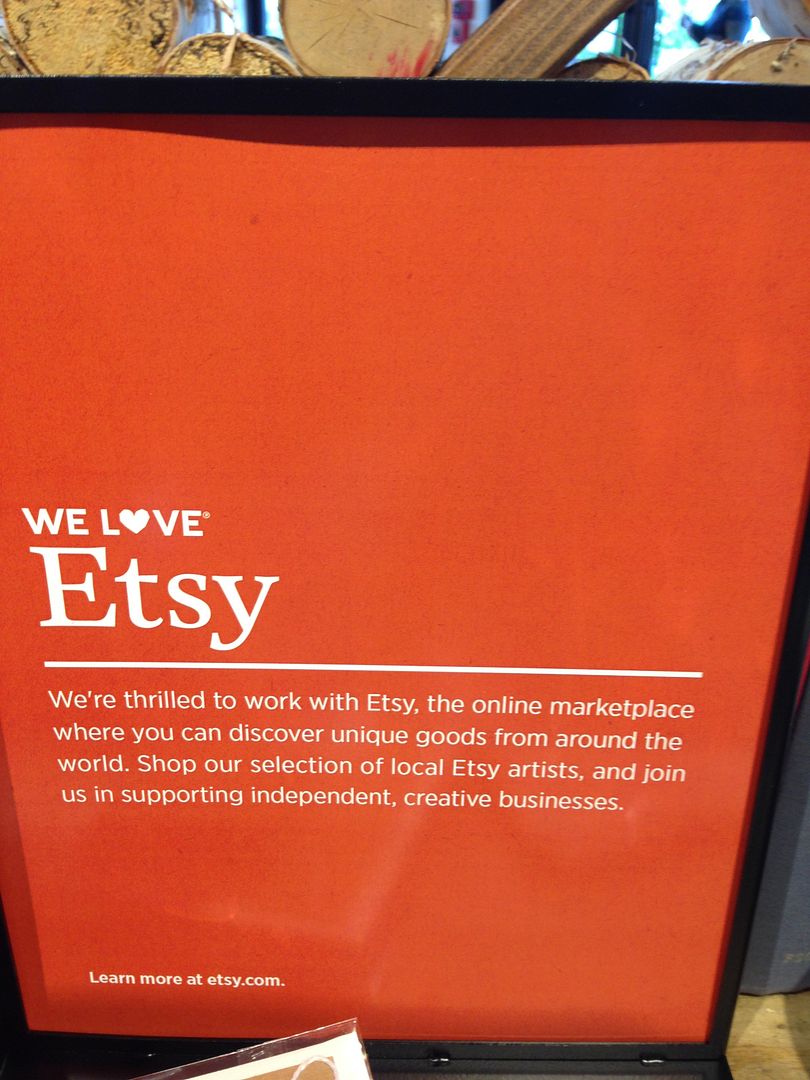 WE L♥VE®
Etsy
We're thrilled to work with Etsy, the online marketplace
where you can discover unique goods from around the
world. Shop our selection of local Etsy artists, and join
us in supporting independent, creative businesses.
Learn more at etsy.com.